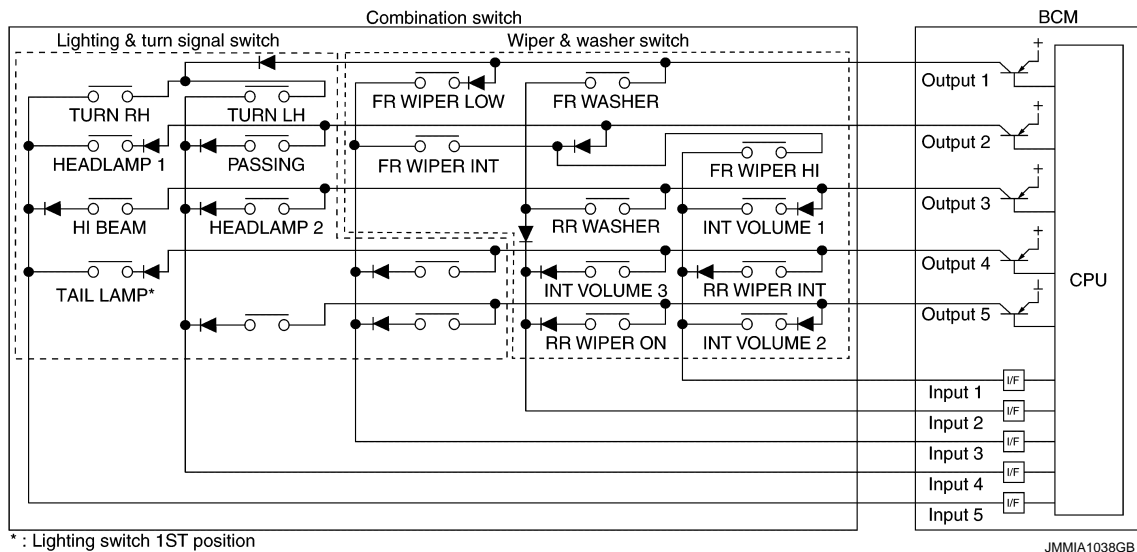 Combination switch
BCM
Lighting & turn signal switch
Wiper & washer switch
Output 1
TURN RH
TURN LH
FR WIPER LOW
FR WASHER
Output 2
HEADLAMP 1
PASSING
FR WIPER INT
FR WIPER HI
Output 3
HI BEAM
HEADLAMP 2
RR WASHER
INT VOLUME 1
Output 4
CPU
TAIL LAMP*
INT VOLUME 3
RR WIPER INT
Output 5
RR WIPER ON
INT VOLUME 2
I/F
Input 1
I/F
Input 2
I/F
Input 3
I/F
Input 4
I/F
Input 5
* : Lighting switch 1ST position
JMMIA1038GB